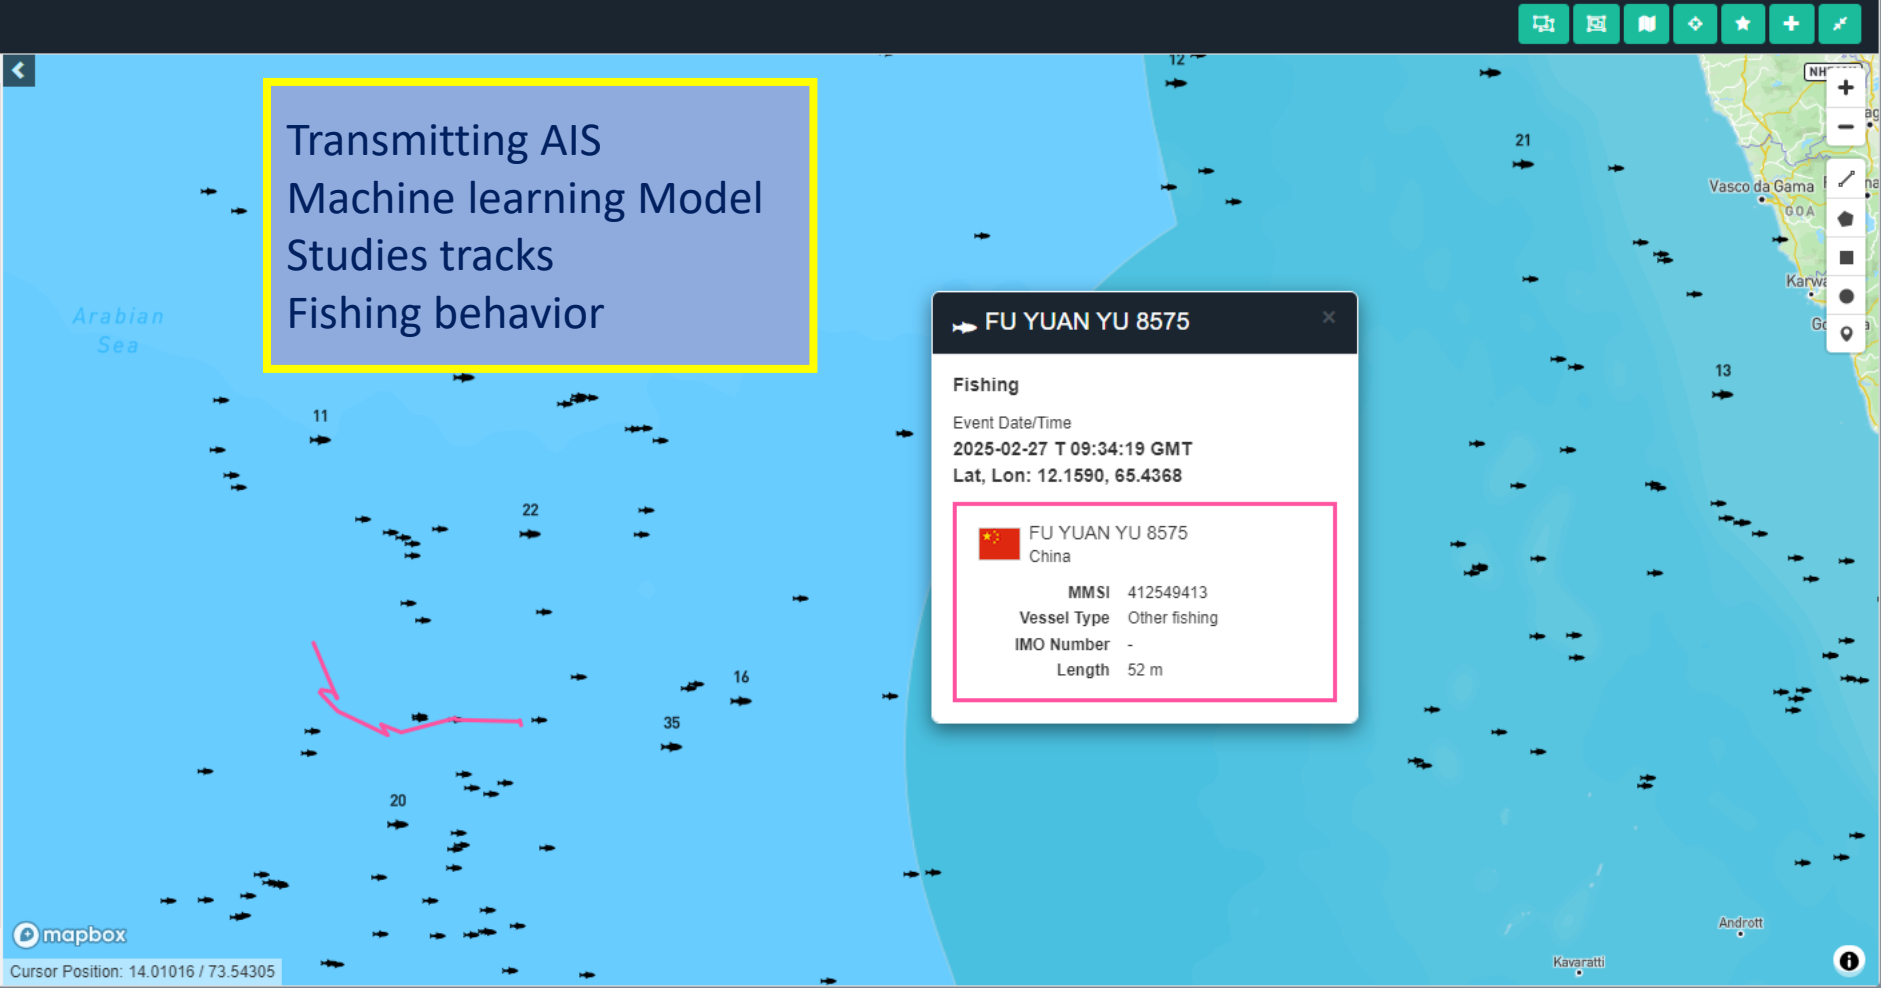 12
NH
21
Vasco da Gama
GOA
Karwa
Transmitting AIS
Machine learning Model
Studies tracks
Fishing behavior
Arabian
Sea
FU YUAN YU 8575
×
Fishing
Event Date/Time
2025-02-27 T 09:34:19 GMT
Lat, Lon: 12.1590, 65.4368
FU YUAN YU 8575
China
MMSI 412549413
Vessel Type Other fishing
IMO Number -
Length 52 m
13
11
22
16
35
20
Andrott
Kavaratti
mapbox
Cursor Position: 14.01016 / 73.54305